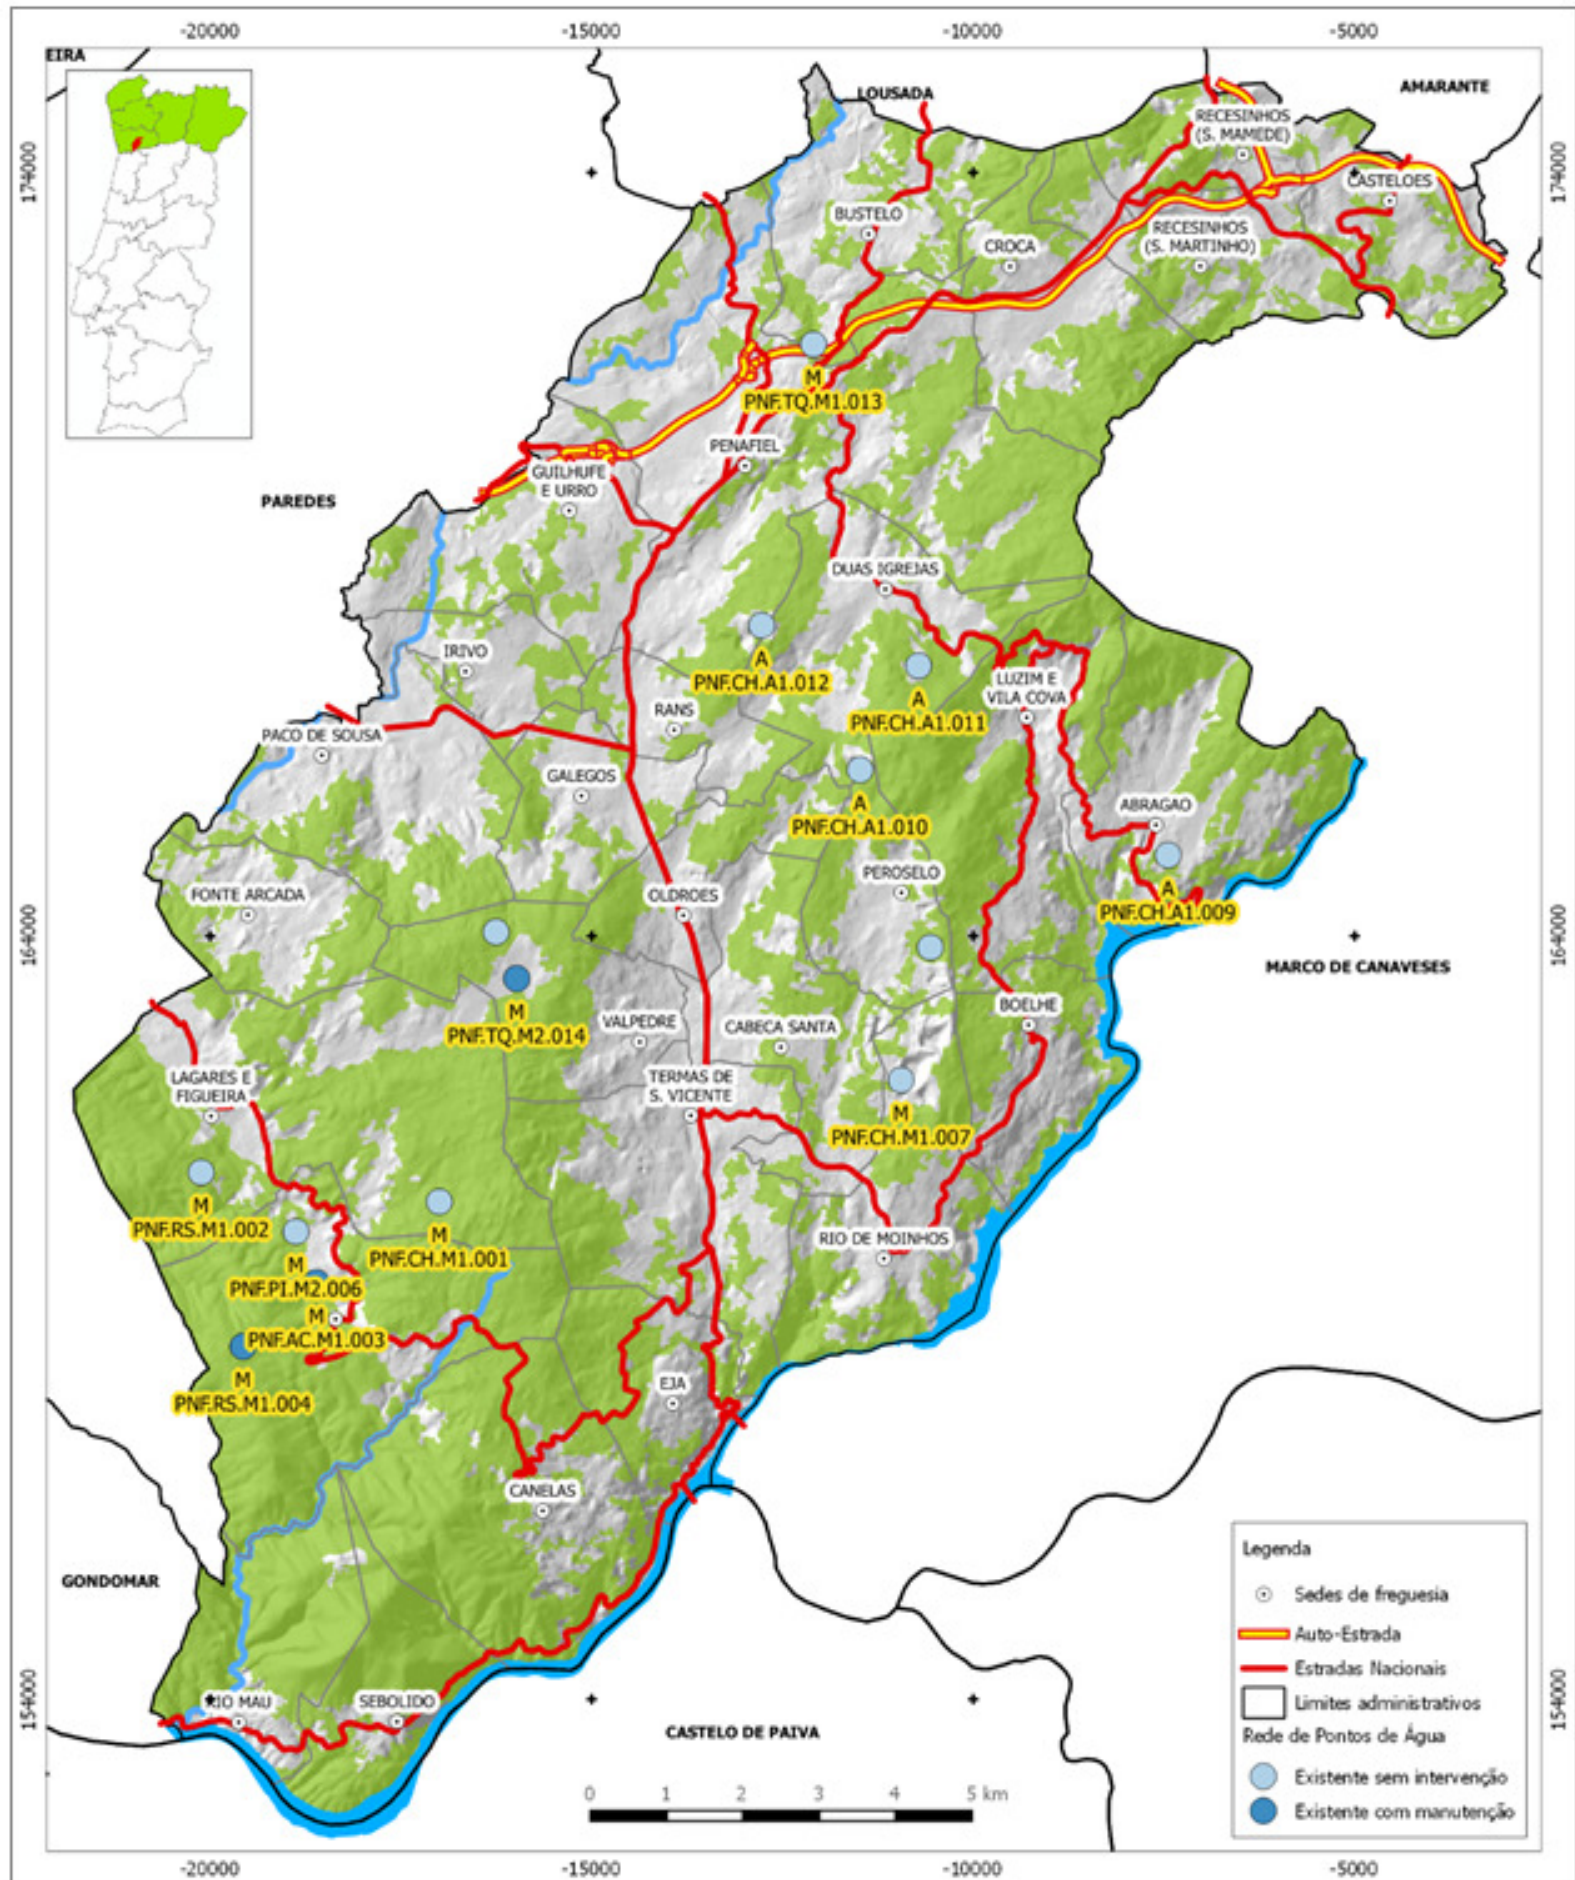 -20000
-15000
-10000
-5000
EIRA
LOUSADA
AMARANTE
RECESINHOS
(S. MAMEDE)
174000
174000
CASTELOES
BUSTELO
RECESINHOS
(S. MARTINHO)
CROCA
M
PNF.TQ.M1.013
PENAFIEL
GUILHUFE
E URRO
PAREDES
DUAS IGREJAS
IRIVO
A
PNF.CH.A1.012
LUZIM E
VILA COVA
A
PNF.CH.A1.011
RANS
PACO DE SOUSA
GALEGOS
A
PNF.CH.A1.010
ABRAGAO
PEROSELO
FONTE ARCADA
OLDROES
A
PNF.CH.A1.009
164000
164000
MARCO DE CANAVESES
BOELHE
M
PNF.TQ.M2.014
VALPEDRE
CABECA SANTA
LAGARES E
FIGUEIRA
TERMAS DE
S. VICENTE
M
PNF.CH.M1.007
M
PNF.RS.M1.002
M
PNF.CH.M1.001
RIO DE MOINHOS
M
PNF.PI.M2.006
M
PNF.AC.M1.003
M
PNF.RS.M1.004
EJA
CANELAS
GONDOMAR
RIO MAU
SEBOLIDO
CASTELO DE PAIVA
154000
154000
Legenda
Sedes de freguesia
Auto-Estrada
Estradas Nacionais
Limites administrativos
Rede de Pontos de Água
Existente sem intervenção
Existente com manutenção
0 1 2 3 4 5 km
-20000
-15000
-10000
-5000